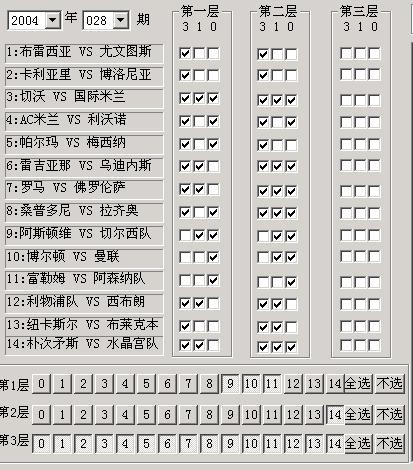 2004 年 028 期
第一层 第二层 第三层
3 1 0 3 1 0 3 1 0
1:布雷西亚 VS 尤文图斯
2:卡利亚里 VS 博洛尼亚
3:切沃 VS 国际米兰
4:AC米兰 VS 利沃诺
5:帕尔玛 VS 梅西纳
6:雷吉亚那 VS 乌迪内斯
7:罗马 VS 佛罗伦萨
8:桑普多尼 VS 拉齐奥
9:阿斯顿维 VS 切尔西队
10:博尔顿 VS 曼联
11:富勒姆 VS 阿森纳队
12:利物浦队 VS 西布朗
13:纽卡斯尔 VS 布莱克本
14:朴次矛斯 VS 水晶宫队
第1层 0 1 2 3 4 5 6 7 8 9 10 11 12 13 14 全选 不选
第2层 0 1 2 3 4 5 6 7 8 9 10 11 12 13 14 全选 不选
第3层 0 1 2 3 4 5 6 7 8 9 10 11 12 13 14 全选 不选